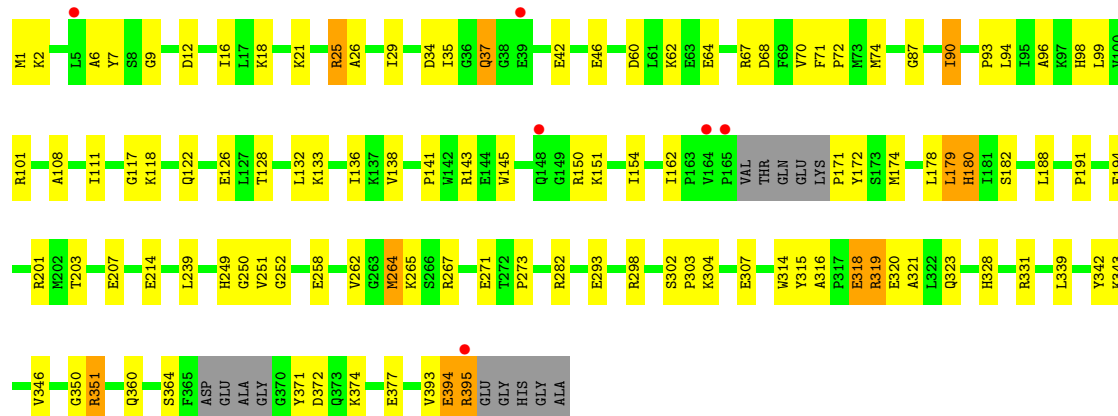 M1 K2 L5 A6 Y7 S8 G9 D12 I16 L17 K18 K21 R25 A26 I29 D34 I35 G36 Q37 G38 E39 E42 E46 D60 L61 K62 E63 E64 R67 D68 F69 V70 F71 P72 M73 M74 G87 I90 P93 L94 I95 A96 K97 H98 L99 V100
R101 A108 I111 G117 K118 Q122 E126 L127 T128 L132 K133 I136 K137 V138 P141 W142 R143 E144 W145 Q148 G149 R150 K151 I154 I162 P163 V164 P165 VAL THR GLN GLU LYS P171 Y172 S173 M174 L178 L179 H180 I181 S182 L188 P191
R201 M202 T203 E207 E214 L239 H249 G250 V251 G252 E258 V262 G263 M264 K265 S266 R267 E271 T272 P273 R282 E293 R298 S302 P303 K304 E307 W314 Y315 A316 P317 E318 R319 E320 A321 L322 Q323 H328 R331 L339 Y342 K343
V346 G350 R351 Q360 S364 F365 ASP GLU ALA GLY G370 Y371 D372 Q373 K374 E377 V393 E394 R395 GLU GLY HIS GLY ALA